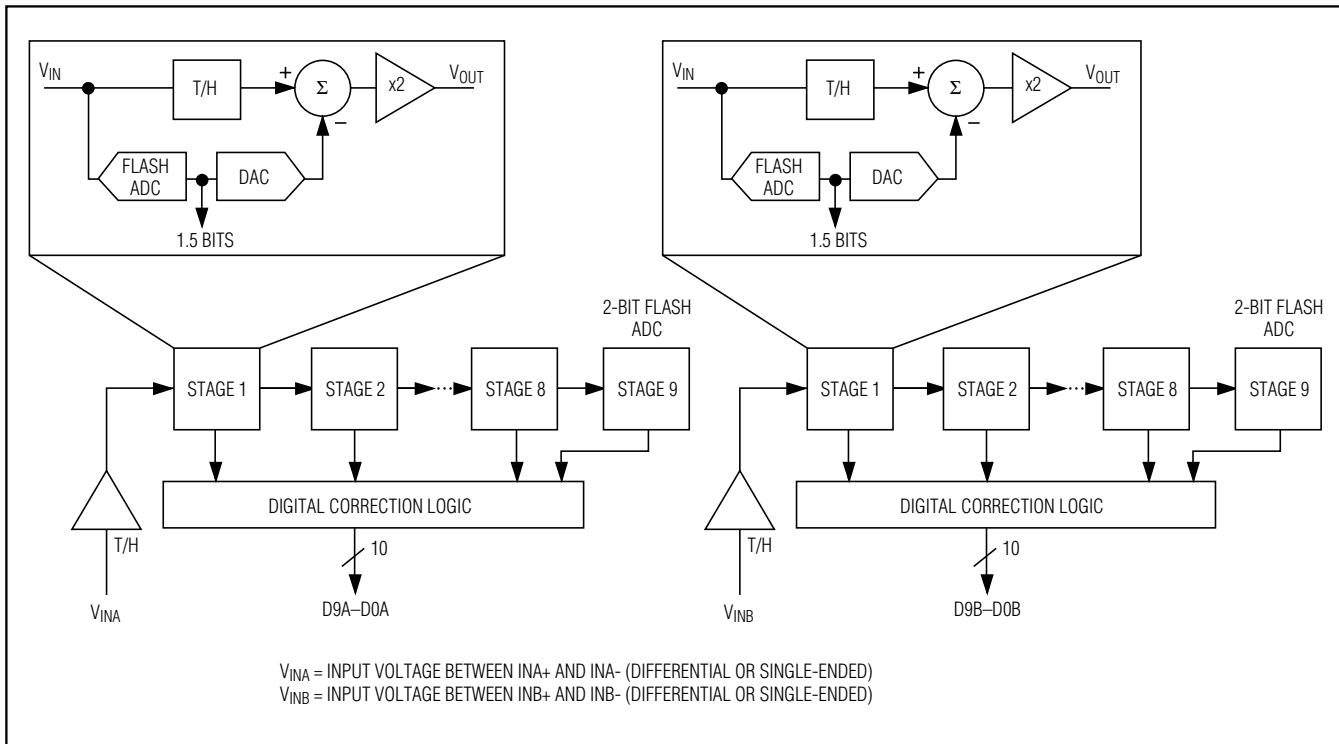 V_IN
T/H
+
Σ
−
x2
V_OUT
FLASH
ADC
DAC
1.5 BITS
2-BIT FLASH
ADC
STAGE 1
STAGE 2
...
STAGE 8
STAGE 9
DIGITAL CORRECTION LOGIC
T/H
10
V_INA
D9A–D0A
V_IN
T/H
+
Σ
−
x2
V_OUT
FLASH
ADC
DAC
1.5 BITS
2-BIT FLASH
ADC
STAGE 1
STAGE 2
...
STAGE 8
STAGE 9
DIGITAL CORRECTION LOGIC
T/H
10
V_INB
D9B–D0B
V_INA = INPUT VOLTAGE BETWEEN INA+ AND INA- (DIFFERENTIAL OR SINGLE-ENDED)
V_INB = INPUT VOLTAGE BETWEEN INB+ AND INB- (DIFFERENTIAL OR SINGLE-ENDED)